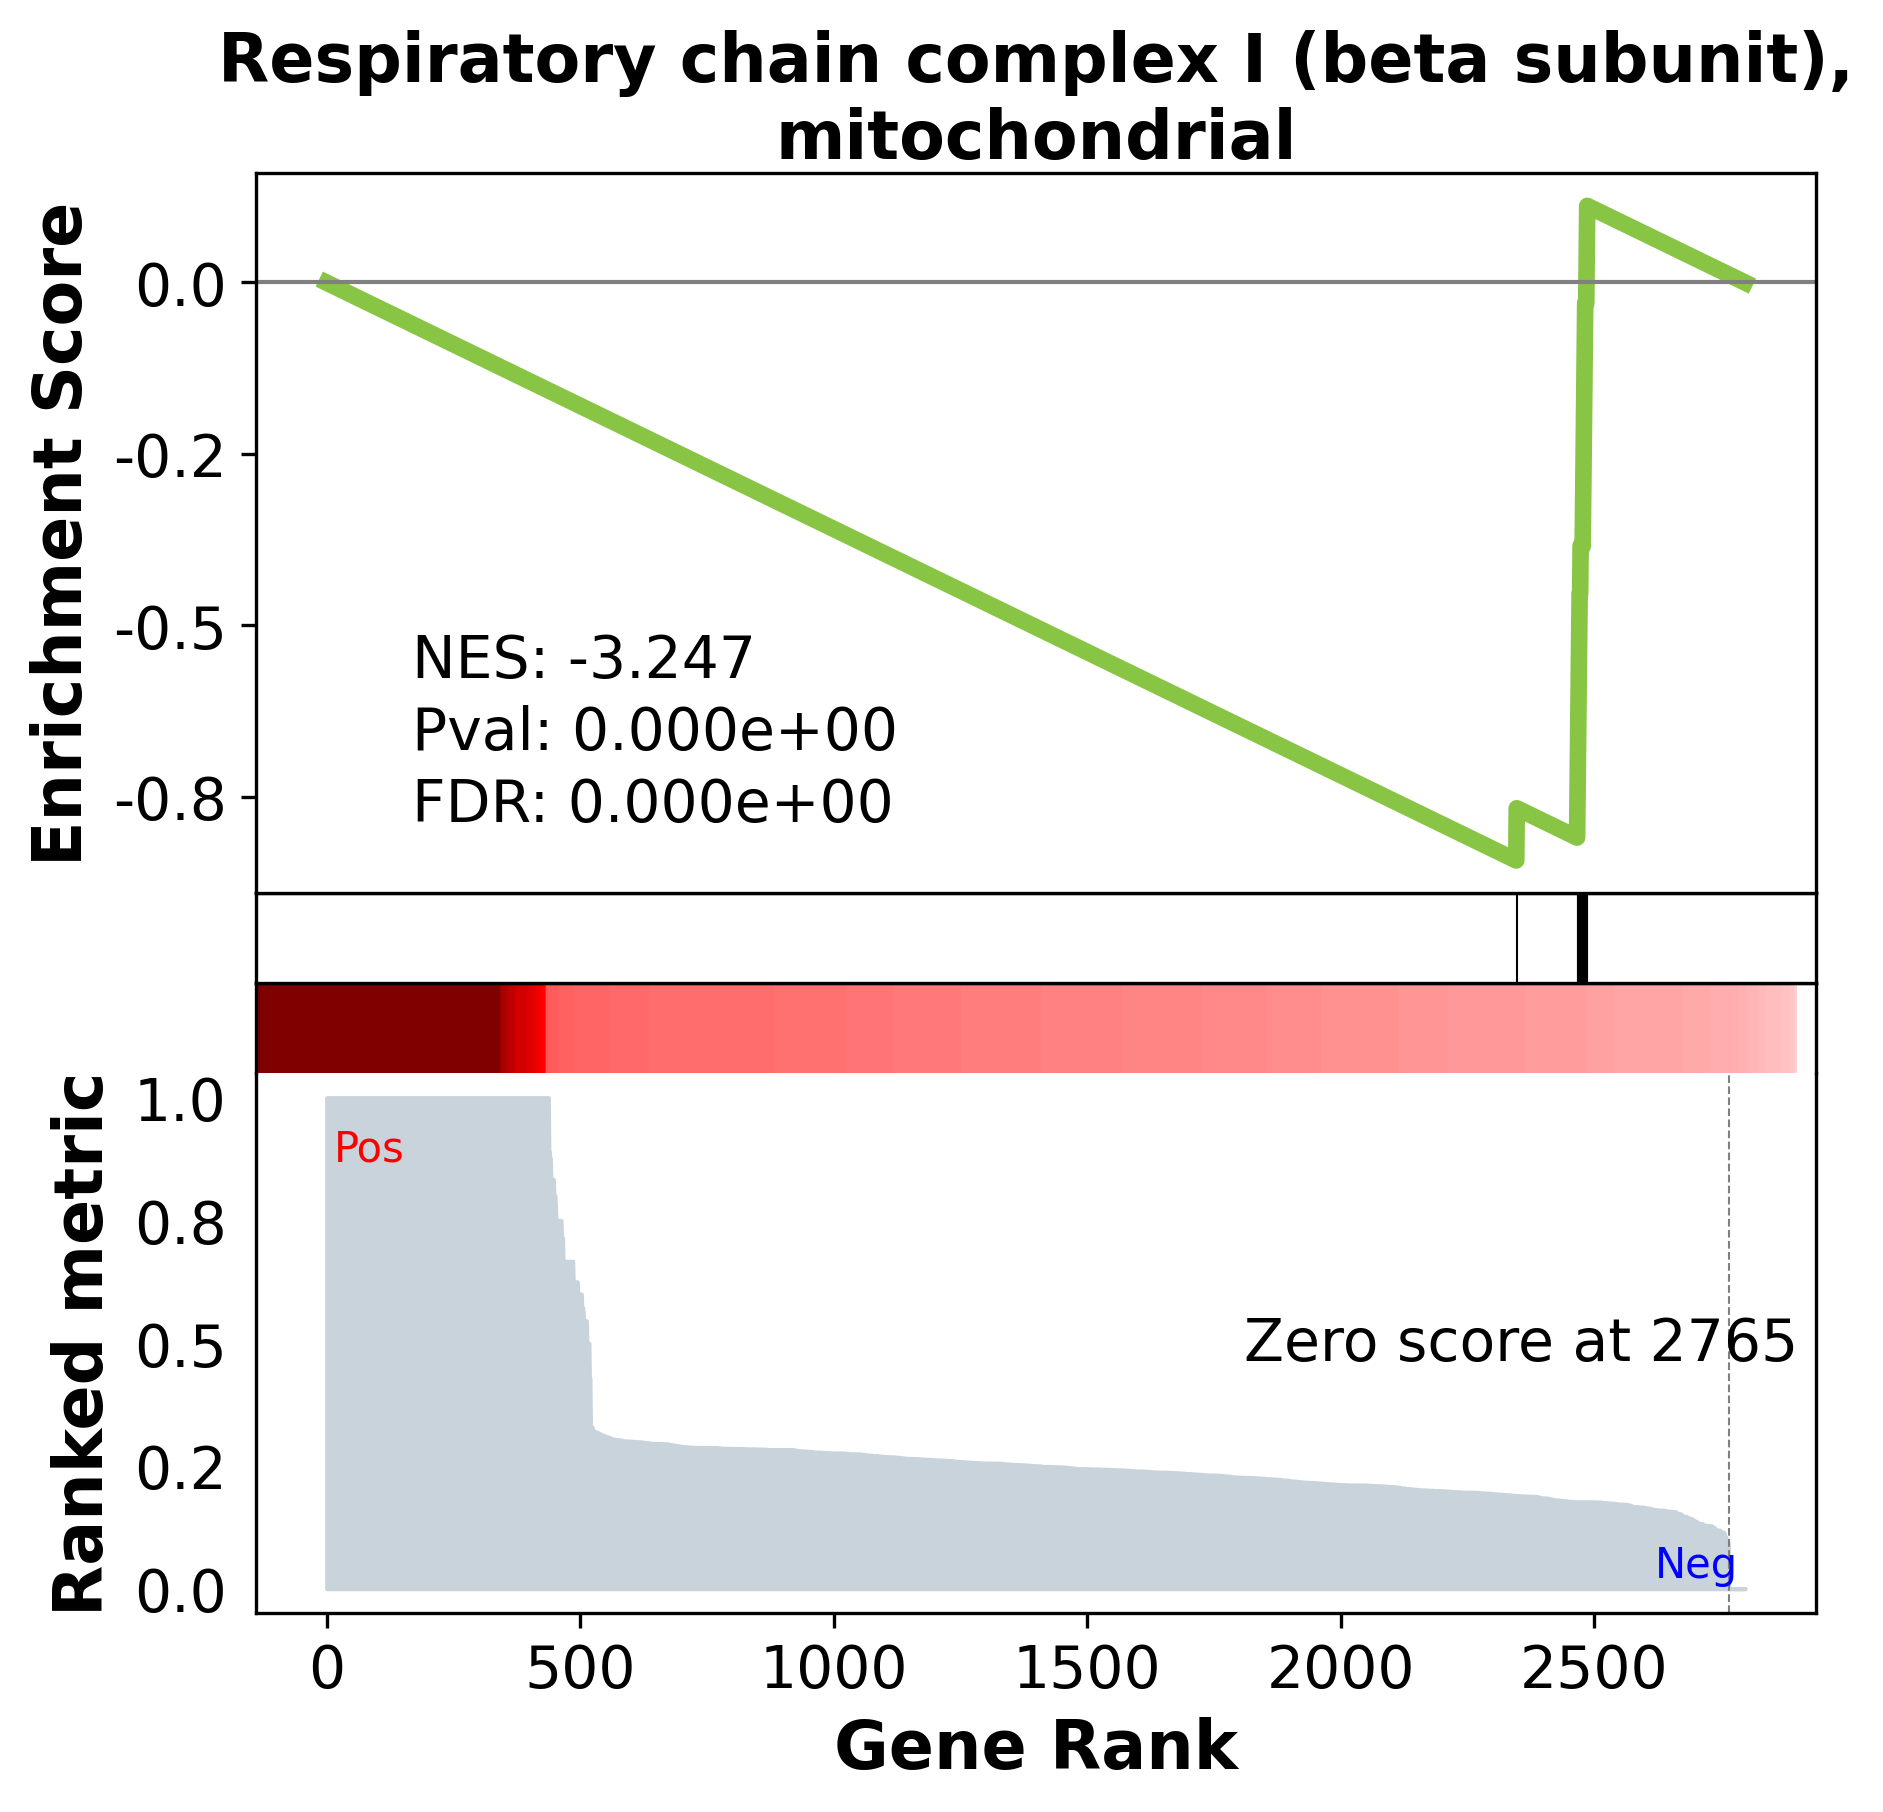 Respiratory chain complex I (beta subunit),
mitochondrial
Enrichment Score
0.0
-0.2
-0.5
-0.8
NES: -3.247
Pval: 0.000e+00
FDR: 0.000e+00
Ranked metric
1.0
0.8
0.5
0.2
0.0
Pos
Zero score at 2765
Neg
0 500 1000 1500 2000 2500
Gene Rank